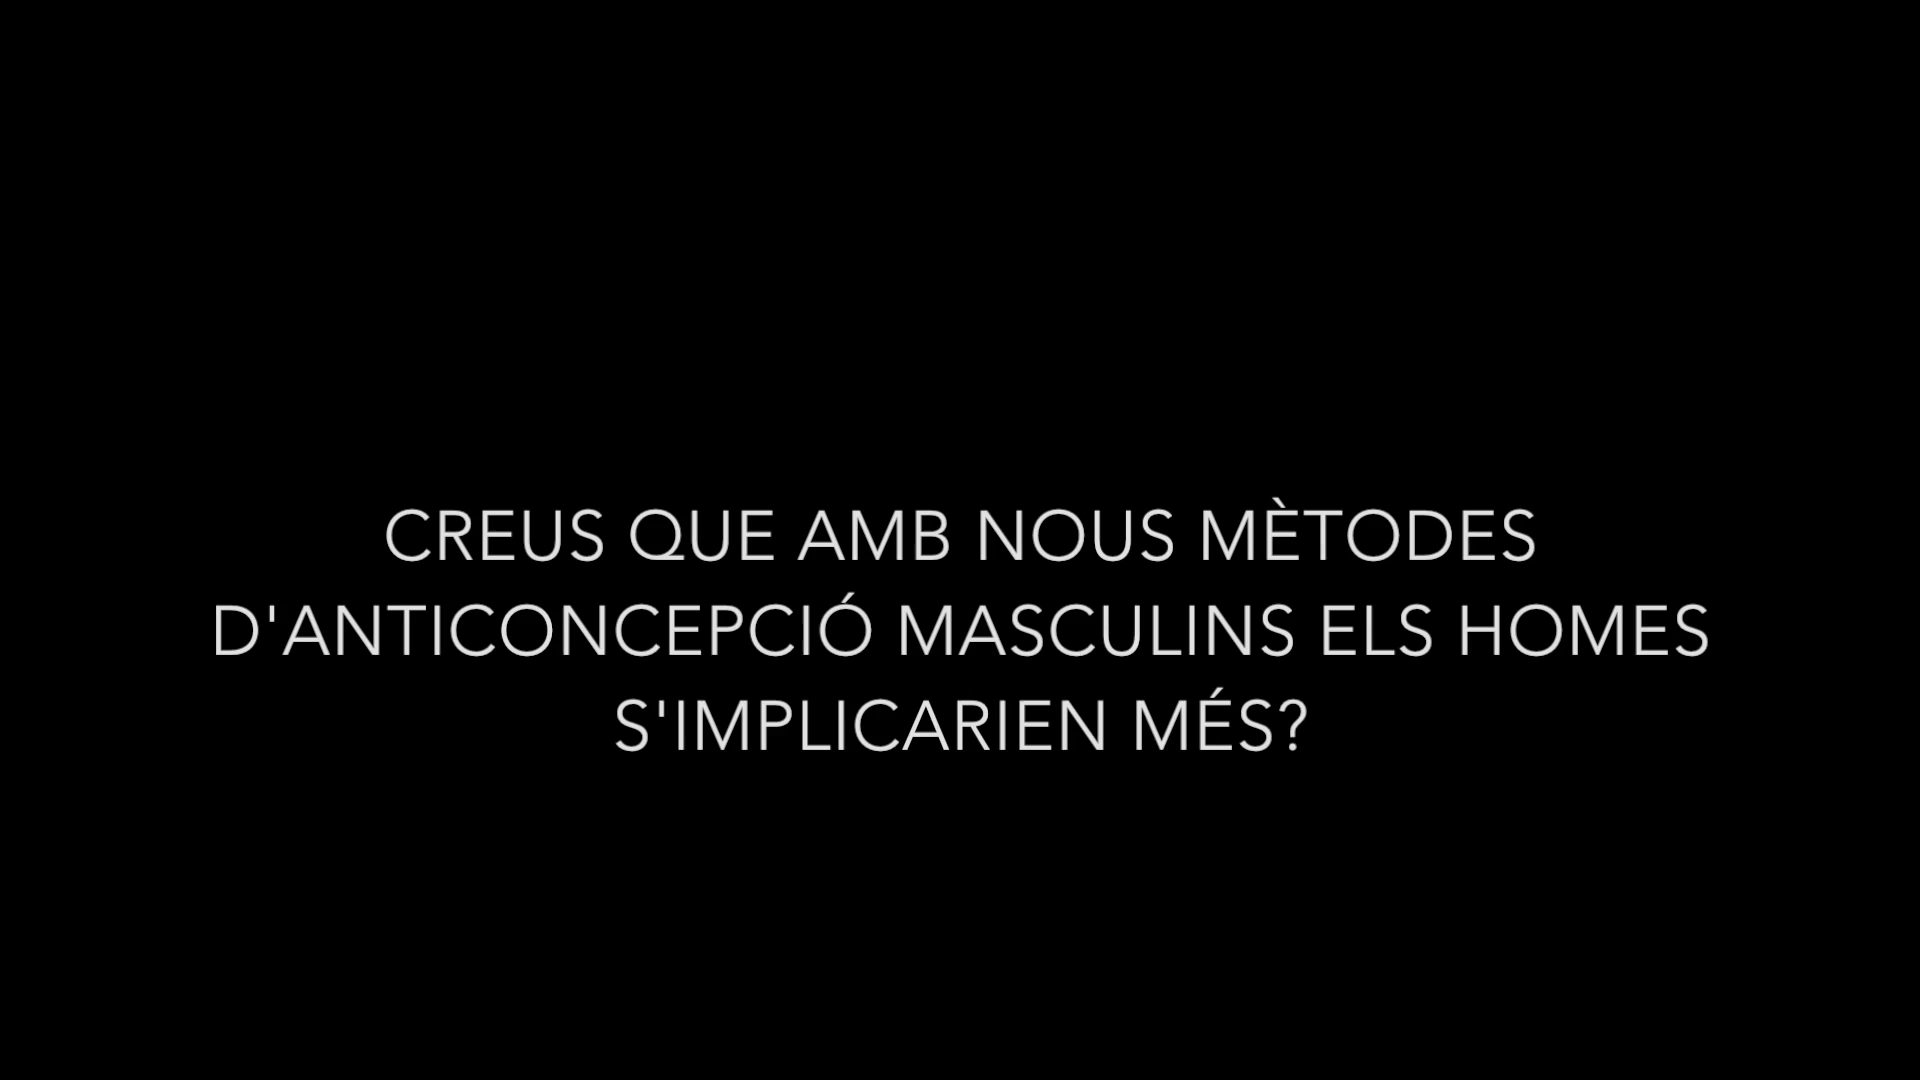 CREUS QUE AMB NOUS MÈTODES
D'ANTICONCEPCIÓ MASCULINS ELS HOMES
S'IMPLICARIEN MÉS?